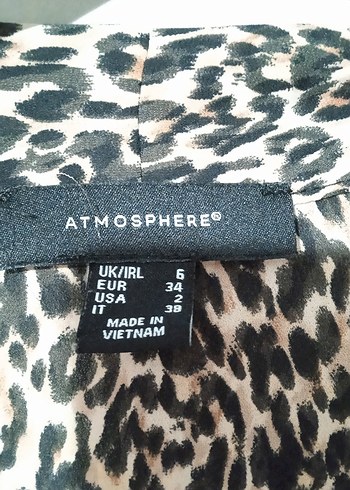 ATMOSPHERE®
UK/IRL 6
EUR 34
USA 2
IT 38
MADE IN
VIETNAM